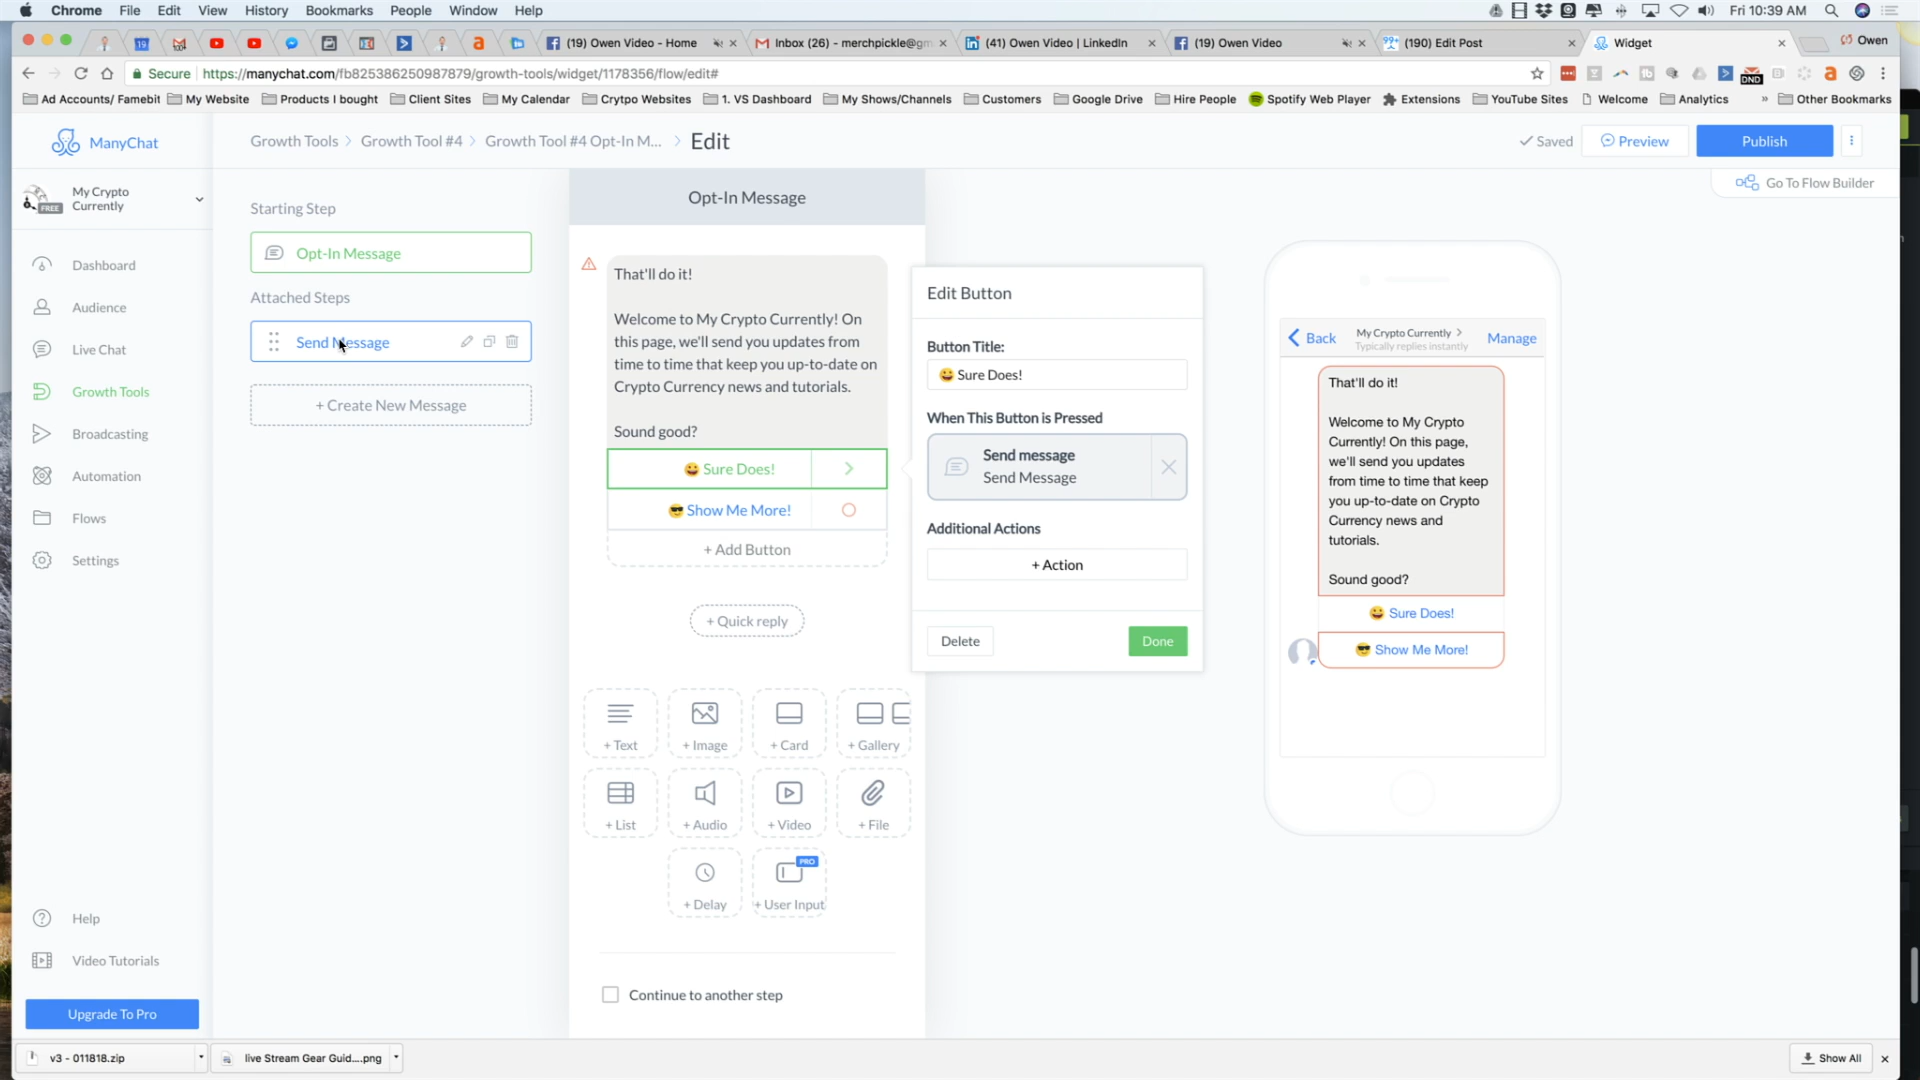 Chrome File Edit View History Bookmarks People Window Help Fri 10:39 AM
19 (19) Owen Video - Home Inbox (26) - merchpickle@gm (41) Owen Video | LinkedIn (19) Owen Video 99+ (190) Edit Post Widget Owen
Secure https://manychat.com/fb825386250987879/growth-tools/widget/1178356/flow/edit# DND
Ad Accounts/ Famebit My Website Products I bought Client Sites My Calendar Crytpo Websites 1. VS Dashboard My Shows/Channels Customers Google Drive Hire People Spotify Web Player Extensions YouTube Sites Welcome Analytics » Other Bookmarks
ManyChat
Growth Tools > Growth Tool #4 > Growth Tool #4 Opt-In M... > Edit
Saved Preview Publish
Go To Flow Builder
My Crypto Currently
FREE
Dashboard
Audience
Live Chat
Growth Tools
Broadcasting
Automation
Flows
Settings
Help
Video Tutorials
Upgrade To Pro
Starting Step
Opt-In Message
Attached Steps
Send Message
+ Create New Message
Opt-In Message
That'll do it!
Welcome to My Crypto Currently! On
this page, we'll send you updates from
time to time that keep you up-to-date on
Crypto Currency news and tutorials.
Sound good?
😀 Sure Does!
😎 Show Me More!
+ Add Button
+ Quick reply
+ Text + Image + Card + Gallery
+ List + Audio + Video + File
PRO
+ Delay + User Input
Continue to another step
Edit Button
Button Title:
😀 Sure Does!
When This Button is Pressed
Send message
Send Message
Additional Actions
+ Action
Delete Done
Back My Crypto Currently > Manage
Typically replies instantly
That'll do it!
Welcome to My Crypto
Currently! On this page,
we'll send you updates
from time to time that keep
you up-to-date on Crypto
Currency news and
tutorials.
Sound good?
😀 Sure Does!
😎 Show Me More!
v3 - 011818.zip live Stream Gear Guid....png Show All